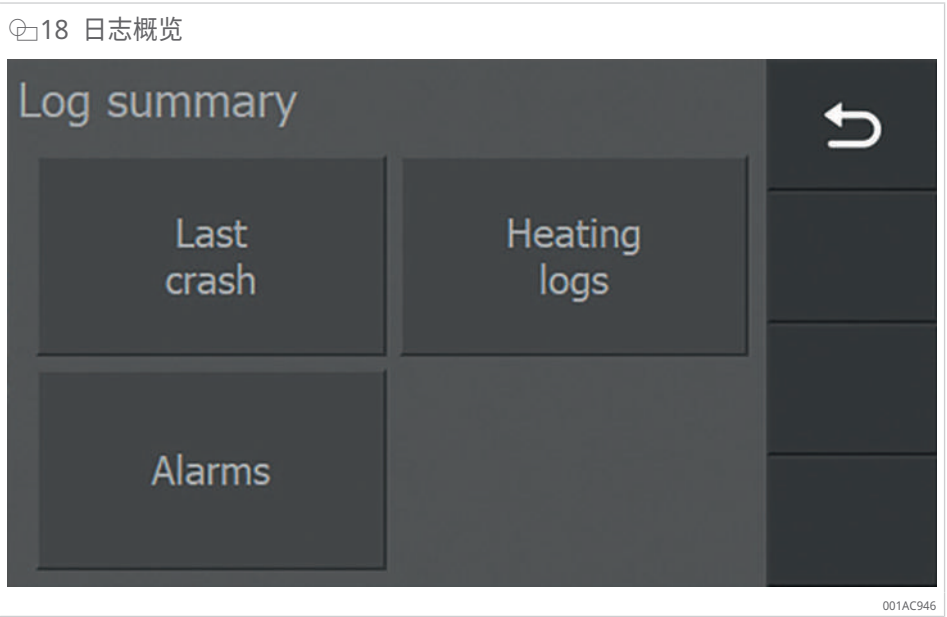 18 日志概览
Log summary
Last
crash
Heating
logs
Alarms
001AC946